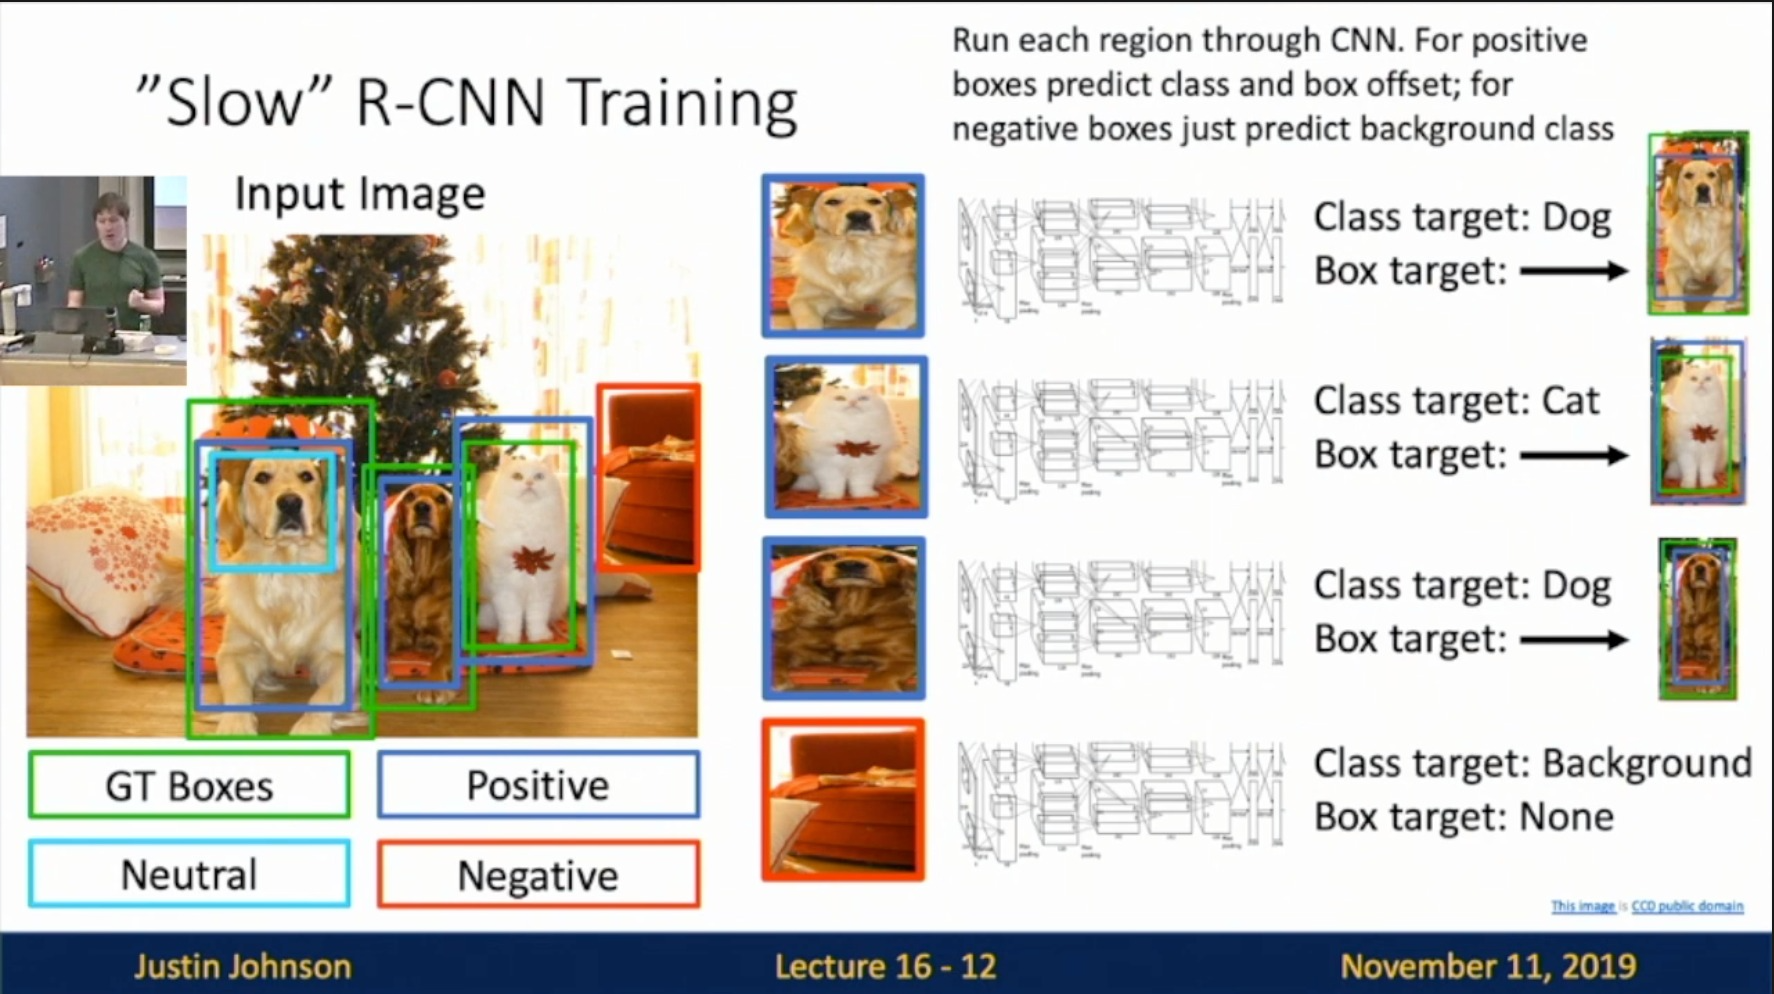 ”Slow” R-CNN Training
Run each region through CNN. For positive
boxes predict class and box offset; for
negative boxes just predict background class
Input Image
Class target: Dog
Box target:
Class target: Cat
Box target:
Class target: Dog
Box target:
Class target: Background
Box target: None
GT Boxes
Positive
Neutral
Negative
This image is CC0 public domain
Justin Johnson
Lecture 16 - 12
November 11, 2019